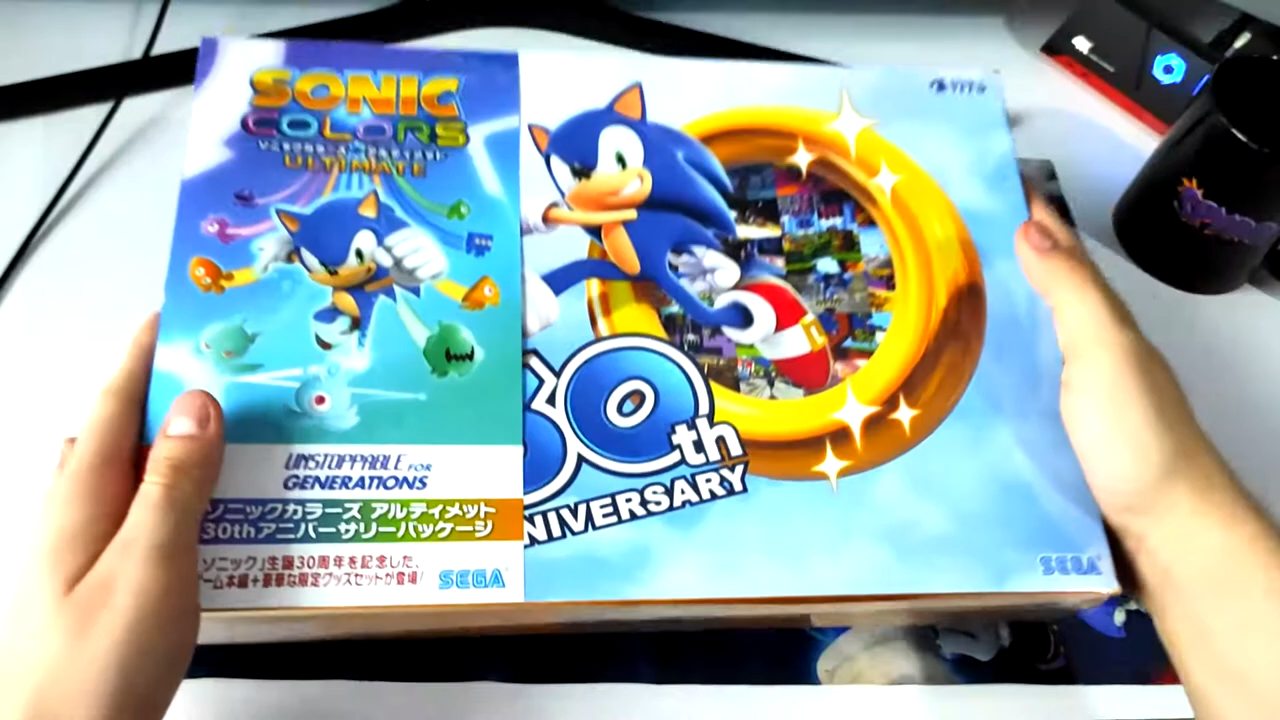 SONIC
COLORS
ULTIMATE
UNSTOPPABLE FOR
GENERATIONS
ソニックカラーズ アルティメット
30thアニバーサリーパッケージ
ソニック」生誕30周年を記念した、
ーム本編+豪華な限定グッズセットが登場!
SEGA
30th
NIVERSARY
SEGA